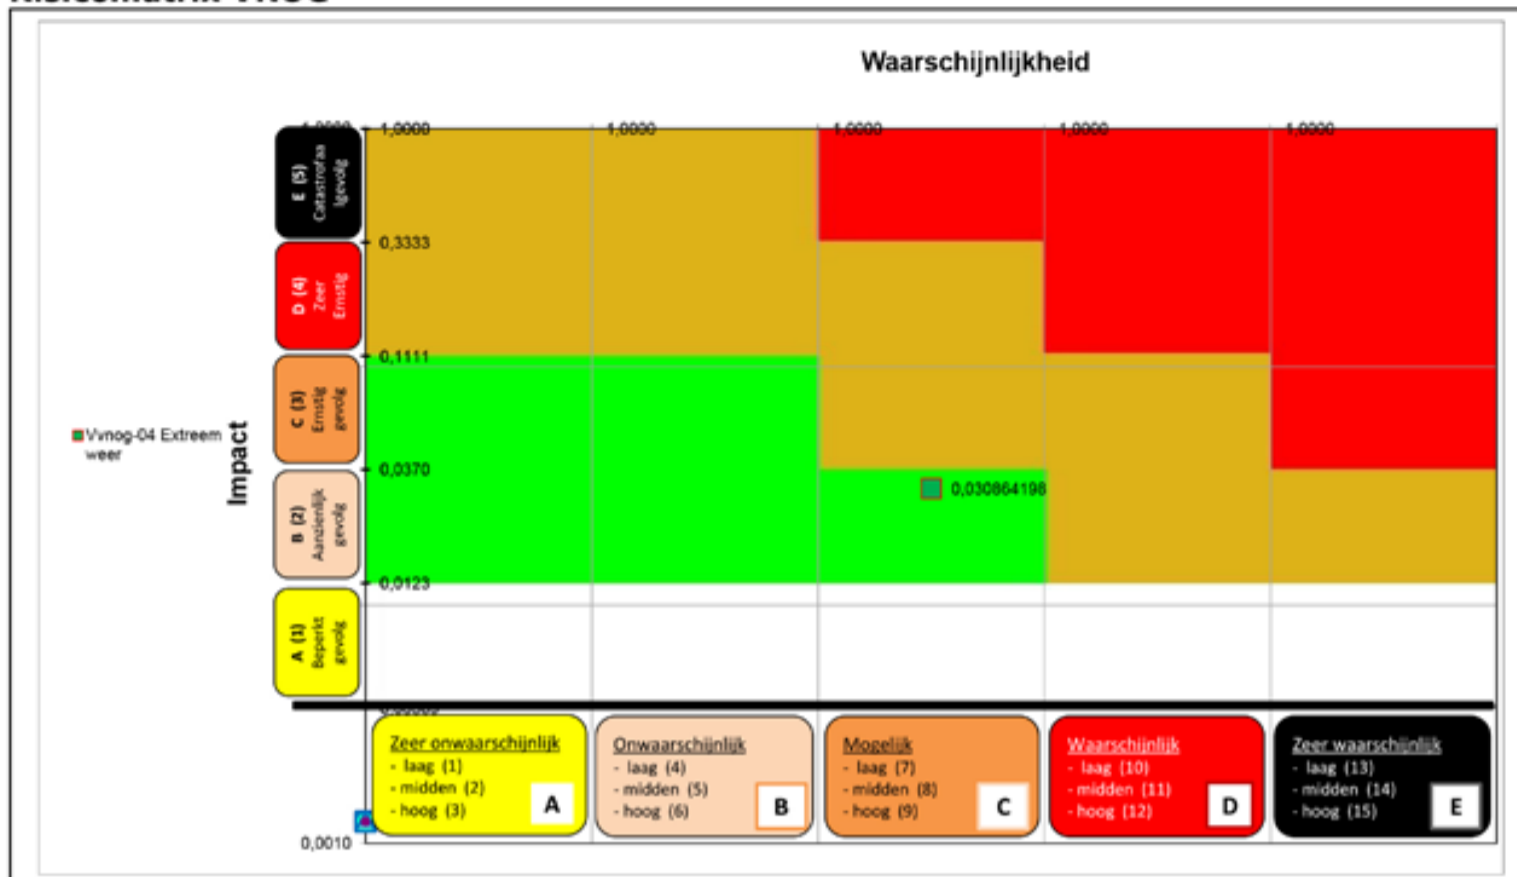 Risicomatrix VNOG
Waarschijnlijkheid
1,0000
1,0000
1,0000
1,0000
1,0000
E (5)
Catastrofaa
lgevolg
0,3333
D (4)
Zeer
Ernstig
0,1111
C (3)
Ernstig
gevolg
Vvnog-04 Extreem
weer
Impact
0,0370
0,030864198
B (2)
Aanzienlijk
gevolg
0,0123
A (1)
Beperkt
gevolg
Zeer onwaarschijnlijk
- laag (1)
- midden (2)
- hoog (3)
A
Onwaarschijnlijk
- laag (4)
- midden (5)
- hoog (6)
B
Mogelijk
- laag (7)
- midden (8)
- hoog (9)
C
Waarschijnlijk
- laag (10)
- midden (11)
- hoog (12)
D
Zeer waarschijnlijk
- laag (13)
- midden (14)
- hoog (15)
E
0,0010